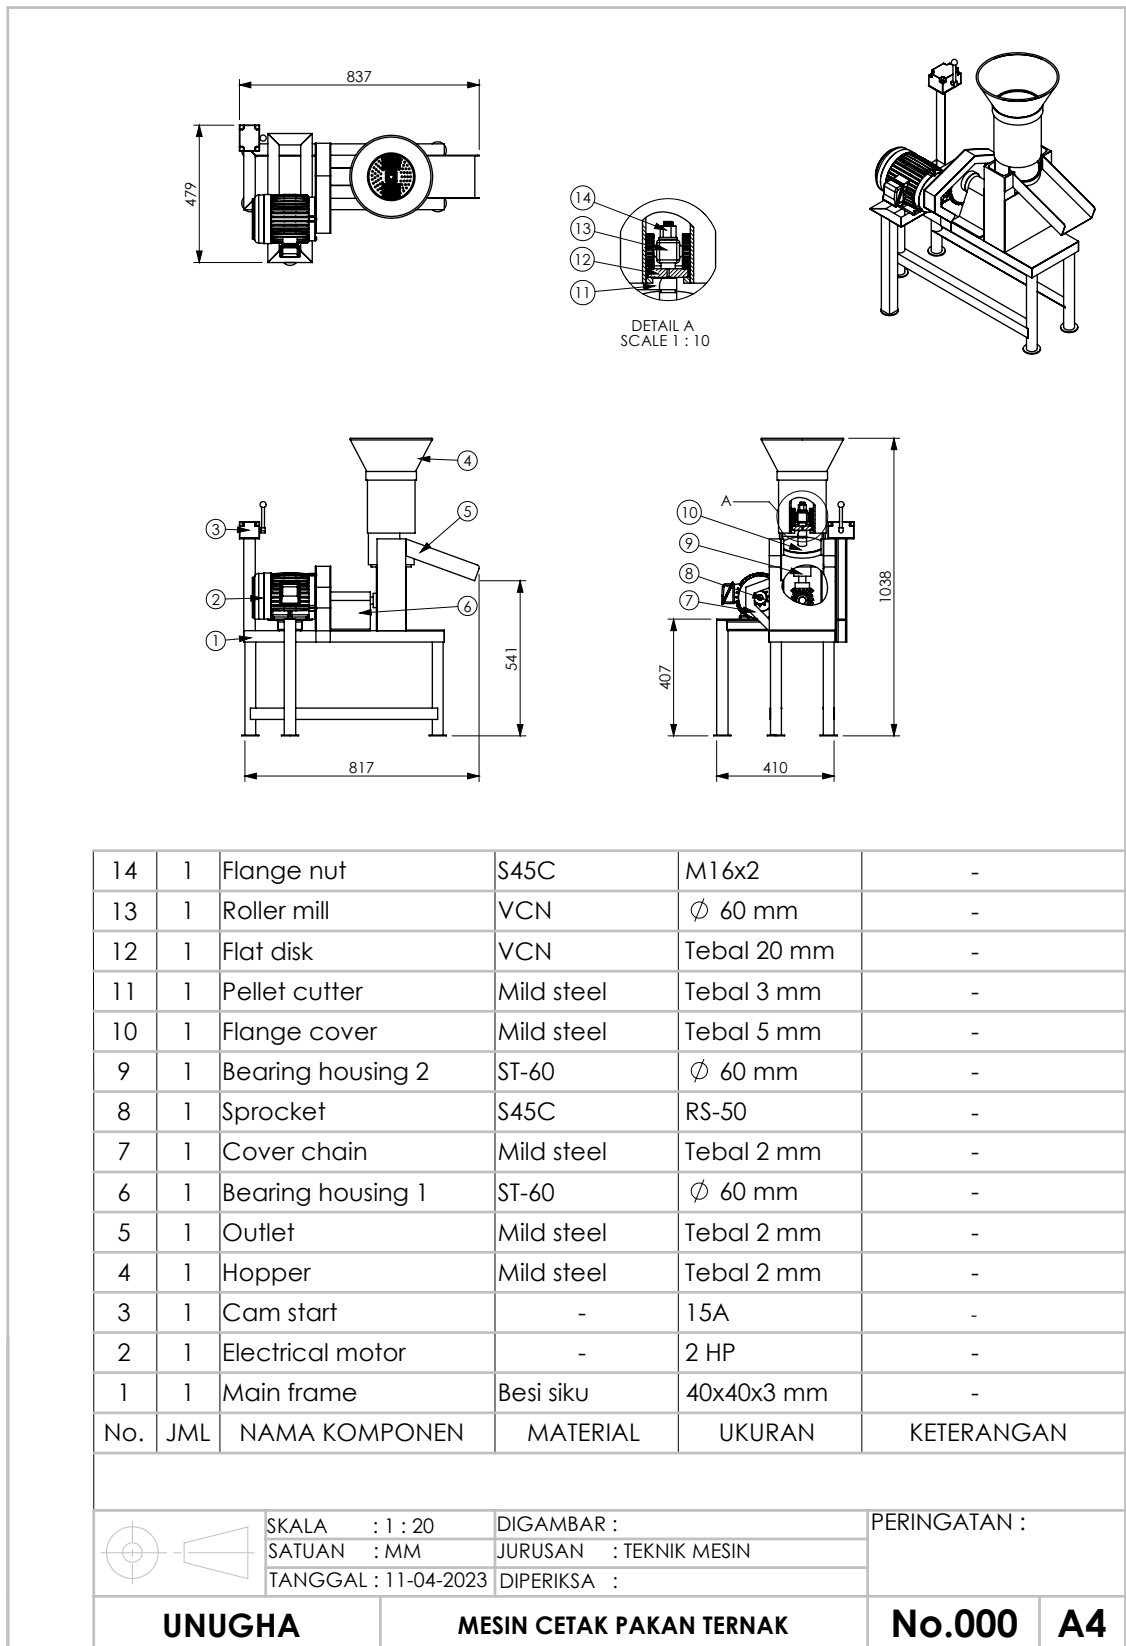 837
479
14
13
12
11
DETAIL A
SCALE 1 : 10
4
5
3
2
6
1
541
817
A
10
9
8
7
1038
407
410
14 1 Flange nut S45C M16x2 -
13 1 Roller mill VCN ∅ 60 mm -
12 1 Flat disk VCN Tebal 20 mm -
11 1 Pellet cutter Mild steel Tebal 3 mm -
10 1 Flange cover Mild steel Tebal 5 mm -
9 1 Bearing housing 2 ST-60 ∅ 60 mm -
8 1 Sprocket S45C RS-50 -
7 1 Cover chain Mild steel Tebal 2 mm -
6 1 Bearing housing 1 ST-60 ∅ 60 mm -
5 1 Outlet Mild steel Tebal 2 mm -
4 1 Hopper Mild steel Tebal 2 mm -
3 1 Cam start - 15A -
2 1 Electrical motor - 2 HP -
1 1 Main frame Besi siku 40x40x3 mm -
No. JML NAMA KOMPONEN MATERIAL UKURAN KETERANGAN
SKALA : 1 : 20 DIGAMBAR : PERINGATAN :
SATUAN : MM JURUSAN : TEKNIK MESIN
TANGGAL : 11-04-2023 DIPERIKSA :
UNUGHA MESIN CETAK PAKAN TERNAK No.000 A4